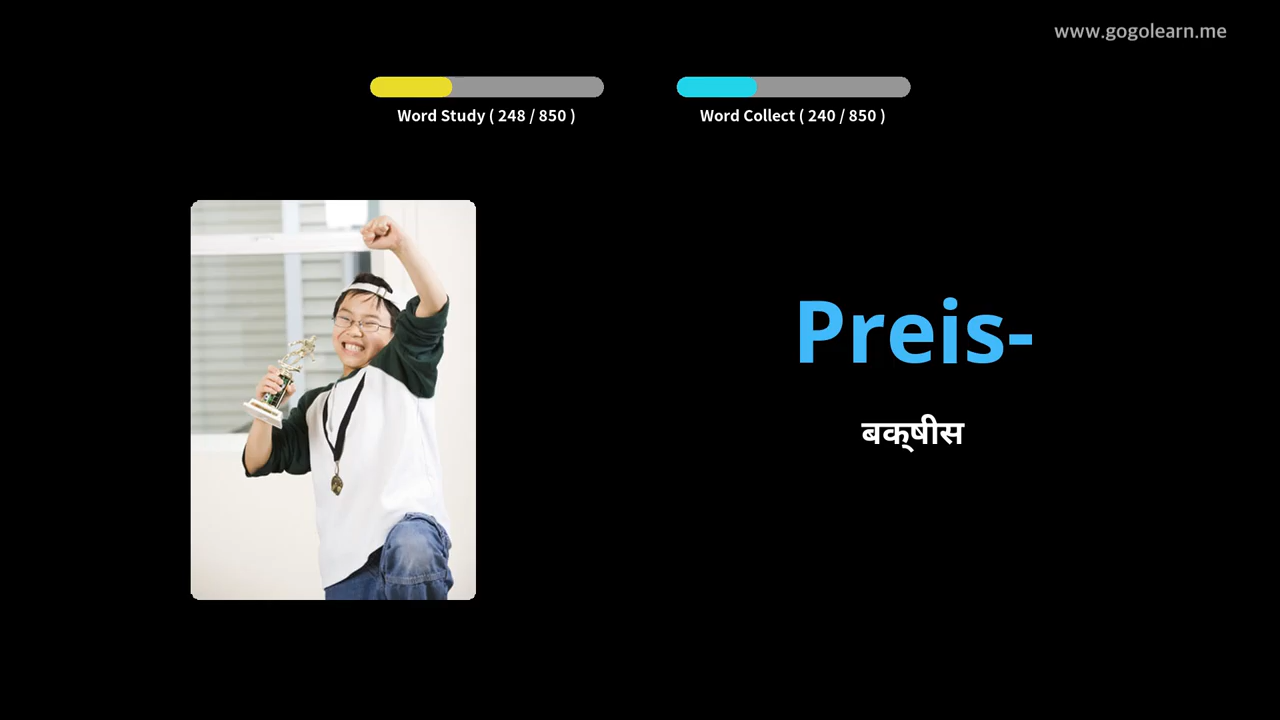 www.gogolearn.me
Word Study ( 248 / 850 )
Word Collect ( 240 / 850 )
Preis-
बक्षीस